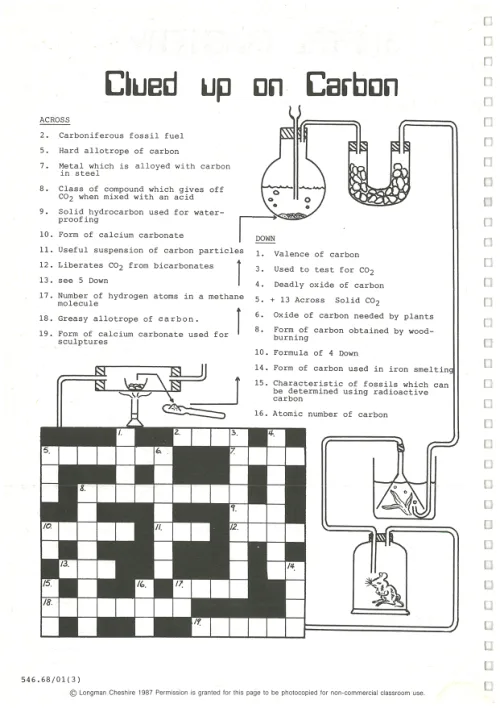 Clued up on Carbon
ACROSS
2. Carboniferous fossil fuel
5. Hard allotrope of carbon
7. Metal which is alloyed with carbon
in steel
8. Class of compound which gives off
CO2 when mixed with an acid
9. Solid hydrocarbon used for water-
proofing
10. Form of calcium carbonate
11. Useful suspension of carbon particles
12. Liberates CO2 from bicarbonates
13. see 5 Down
17. Number of hydrogen atoms in a methane
molecule
18. Greasy allotrope of carbon.
19. Form of calcium carbonate used for
sculptures
DOWN
1. Valence of carbon
3. Used to test for CO2
4. Deadly oxide of carbon
5. + 13 Across Solid CO2
6. Oxide of carbon needed by plants
8. Form of carbon obtained by wood-
burning
10. Formula of 4 Down
14. Form of carbon used in iron smelting
15. Characteristic of fossils which can
be determined using radioactive
carbon
16. Atomic number of carbon
1. 2. 3. 4.
5. 6. 7.
8.
9.
10. 11. 12.
13. 14.
15. 16. 17.
18.
19.
546.68/01(3)
© Longman Cheshire 1987 Permission is granted for this page to be photocopied for non-commercial classroom use.